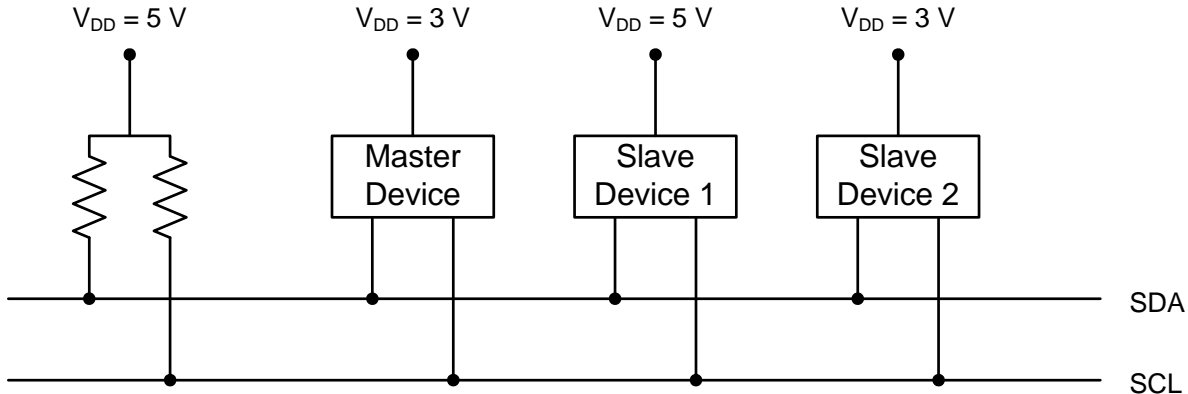 V_DD = 5 V
V_DD = 3 V
V_DD = 5 V
V_DD = 3 V
Master
Device
Slave
Device 1
Slave
Device 2
SDA
SCL